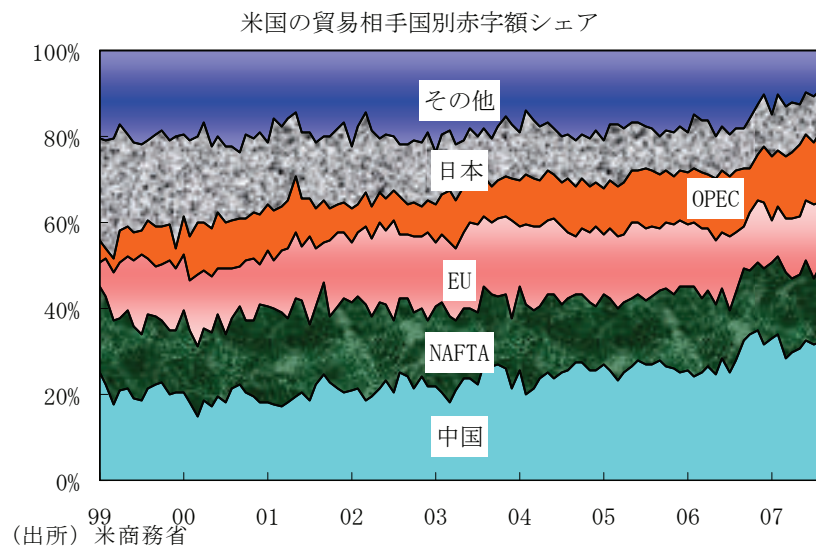 米国の貿易相手国別赤字額シェア
100%
80%
60%
40%
20%
0%
その他
日本
OPEC
EU
NAFTA
中国
99 00 01 02 03 04 05 06 07
(出所) 米商務省